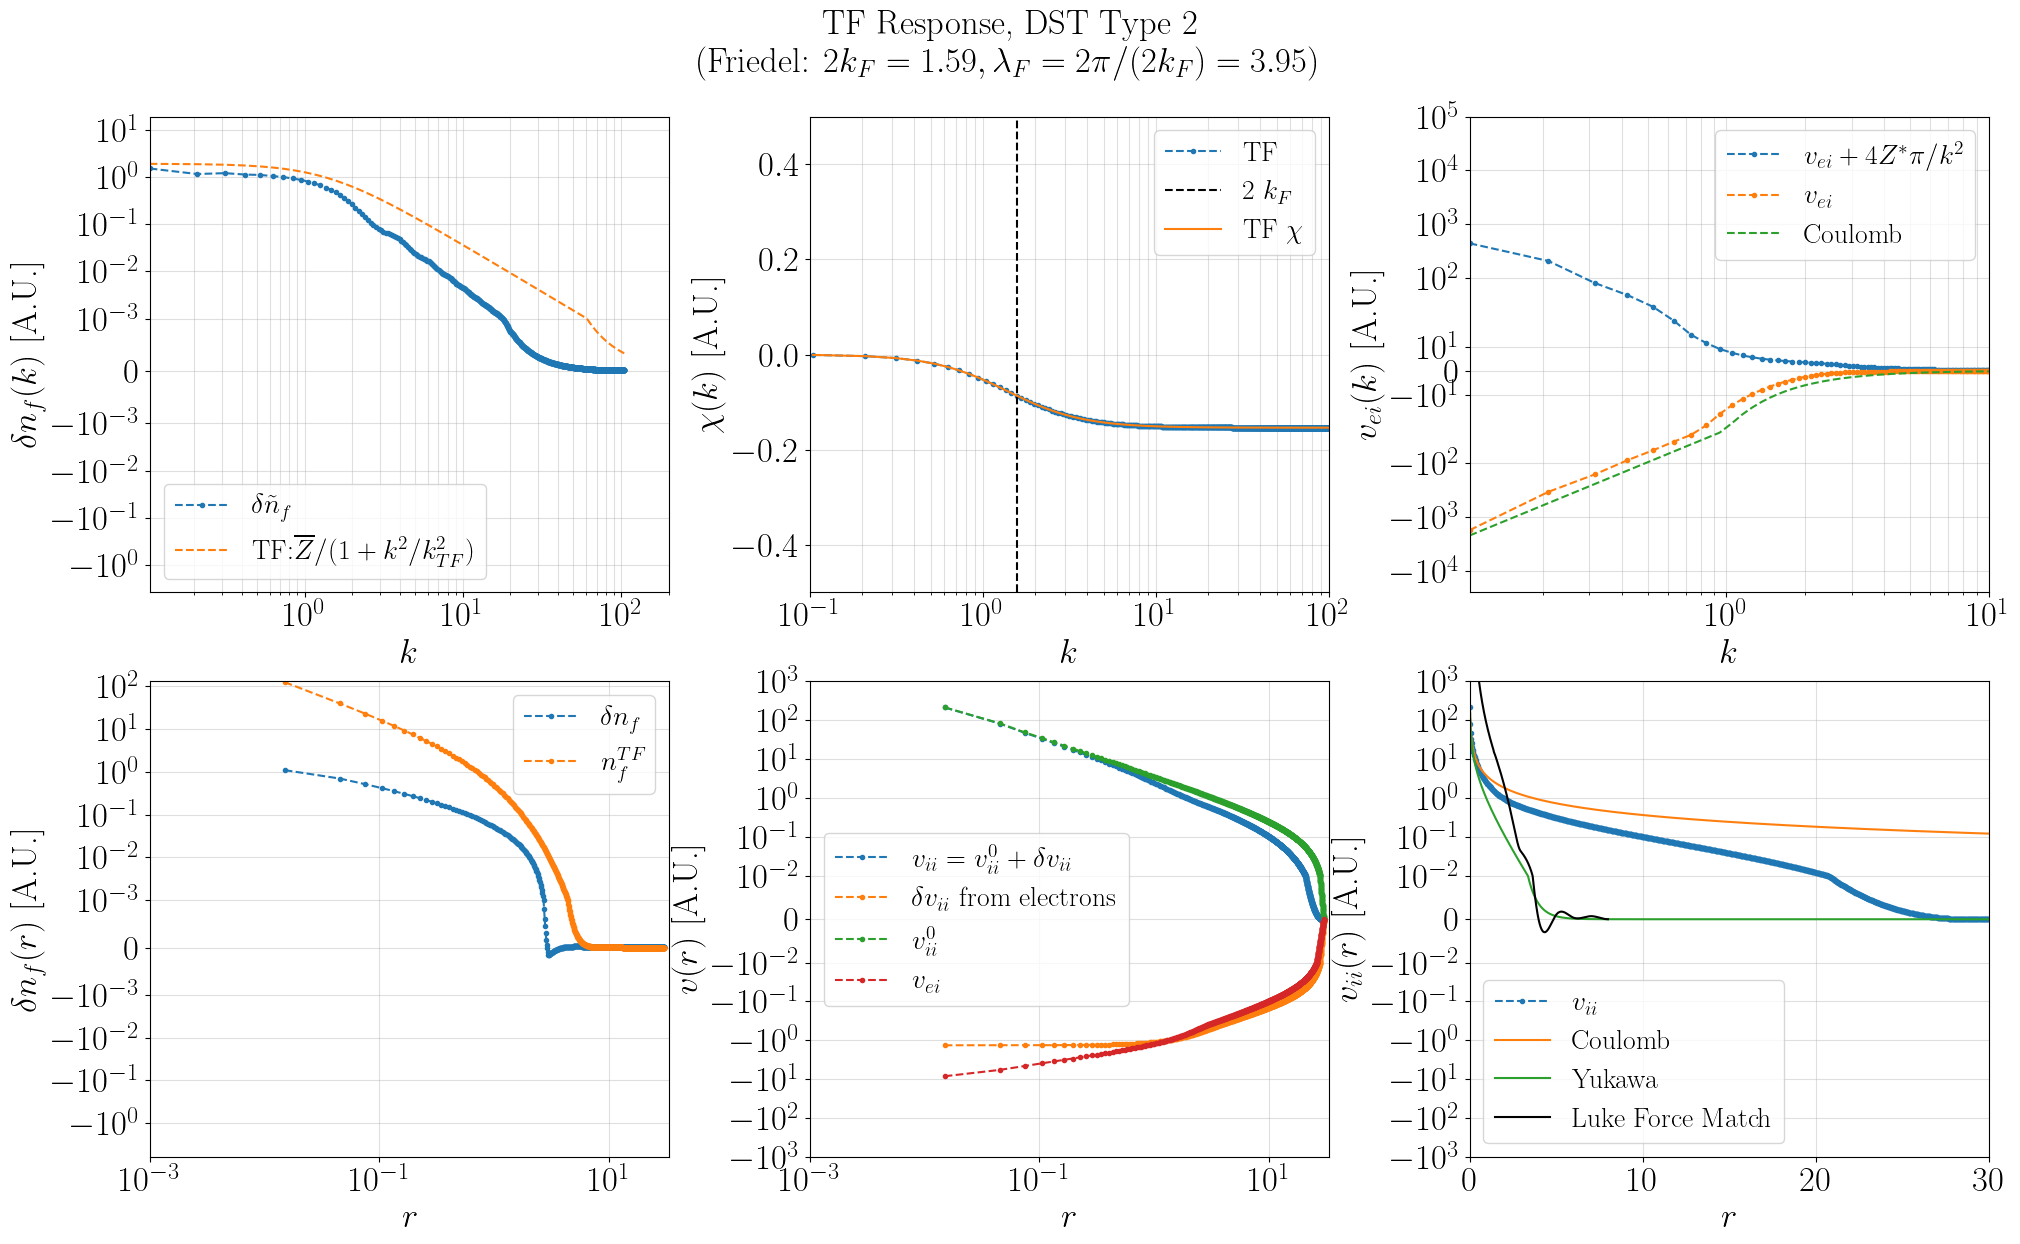 TF Response, DST Type 2
(Friedel: 2k_F = 1.59, λ_F = 2π/(2k_F) = 3.95)
δn_f(k) [A.U.]
10^1
10^0
10^-1
10^-2
10^-3
0
−10^-3
−10^-2
−10^-1
−10^0
δñ_f
TF:Z̅/(1 + k^2/k_TF^2)
10^0
10^1
10^2
k
χ(k) [A.U.]
0.4
0.2
0.0
−0.2
−0.4
TF
2 k_F
TF χ
10^-1
10^0
10^1
10^2
k
v_ei(k) [A.U.]
10^5
10^4
10^3
10^2
10^1
0
−10^1
−10^2
−10^3
−10^4
v_ei + 4Z*π/k^2
v_ei
Coulomb
10^0
10^1
k
δn_f(r) [A.U.]
10^2
10^1
10^0
10^-1
10^-2
10^-3
0
−10^-3
−10^-2
−10^-1
−10^0
δn_f
n_f^TF
10^-3
10^-1
10^1
r
v(r) [A.U.]
10^3
10^2
10^1
10^0
10^-1
10^-2
0
−10^-2
−10^-1
−10^0
−10^1
−10^2
−10^3
v_ii = v_ii^0 + δv_ii
δv_ii from electrons
v_ii^0
v_ei
10^-3
10^-1
10^1
r
v_ii(r) [A.U.]
10^3
10^2
10^1
10^0
10^-1
10^-2
0
−10^-2
−10^-1
−10^0
−10^1
−10^2
−10^3
v_ii
Coulomb
Yukawa
Luke Force Match
0
10
20
30
r